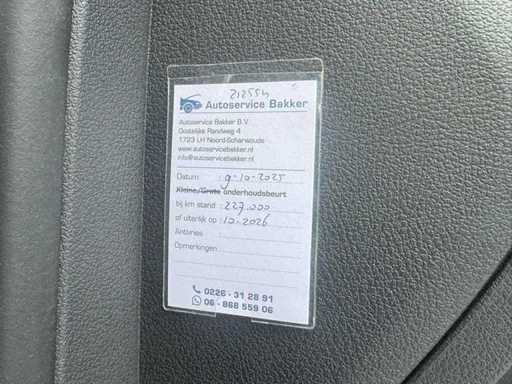 212554
Autoservice Bakker
Autoservice Bakker B.V.
Oostelijke Randweg 4
1723 LH Noord-Scharwoude
www.autoservicebakker.nl
info@autoservicebakker.nl
Datum : 9-10-2025
Kleine/Grote onderhoudsbeurt
bij km stand : 227.000
of uiterlijk op : 10-2026
Antivries :
Opmerkingen :
0226 - 31 28 91
06 - 868 559 06